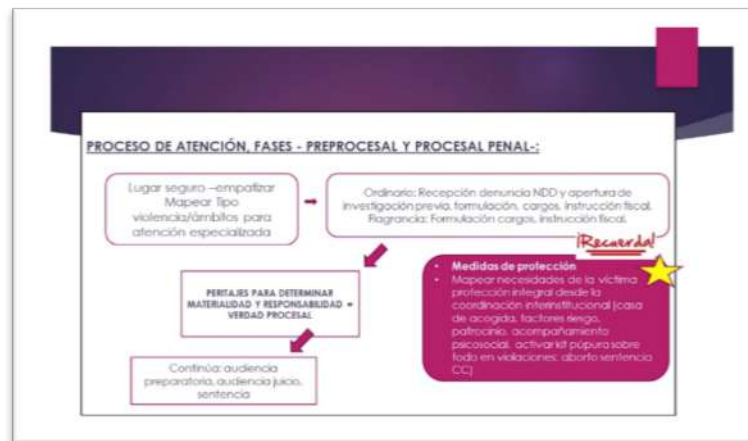 PROCESO DE ATENCIÓN, FASES - PREPROCESAL Y PROCESAL PENAL-:
Lugar seguro –empatizar
Mapear Tipo
violencia/ámbitos para
atención especializada
Ordinario: Recepción denuncia NDD y apertura de
investigación previa, formulación, cargos, instrucción fiscal.
Flagrancia: Formulación cargos, instrucción fiscal.
¡Recuerda!
PERITAJES PARA DETERMINAR
MATERIALIDAD Y RESPONSABILIDAD =
VERDAD PROCESAL
• Medidas de protección
• Mapear necesidades de la víctima
protección integral desde la
coordinación interinstitucional (casa
de acogida, factores riesgo,
patrocinio, acompañamiento
psicosocial, activar kit púpura sobre
todo en violaciones: aborto sentencia
CC)
Continúa: audiencia
preparatoria, audiencia juicio,
sentencia